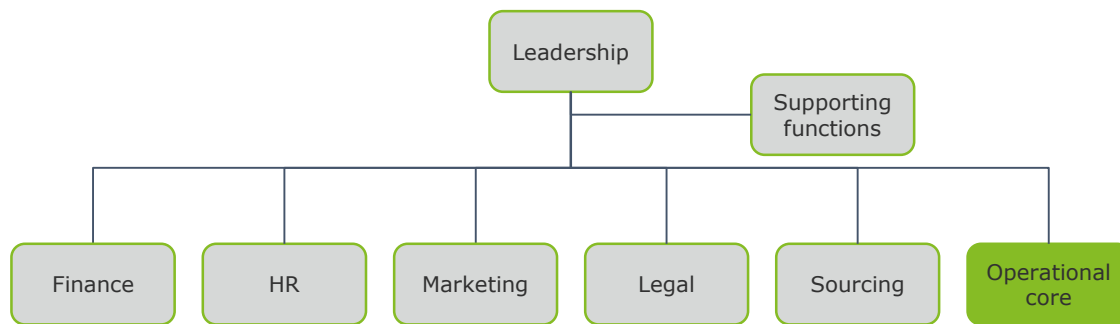 Leadership
Supporting
functions
Finance
HR
Marketing
Legal
Sourcing
Operational
core